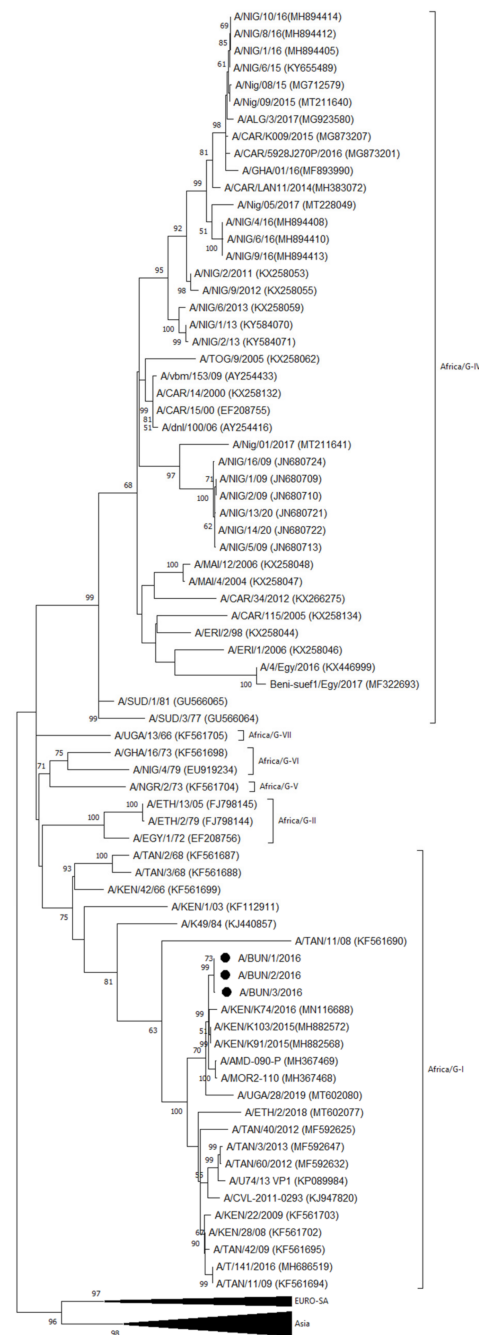 69
A/NIG/10/16(MH894414)
85
A/NIG/8/16 (MH894412)
A/NIG/1/16 (MH894405)
61
A/NIG/6/15 (KY655489)
A/Nig/08/15 (MG712579)
A/Nig/09/2015 (MT211640)
A/ALG/3/2017(MG923580)
98
A/CAR/K009/2015 (MG873207)
81
A/CAR/5928J270P/2016 (MG873201)
A/GHA/01/16(MF893990)
99
A/CAR/LAN11/2014(MH383072)
A/Nig/05/2017 (MT228049)
92
A/NIG/4/16 (MH894408)
51
A/NIG/6/16 (MH894410)
100
A/NIG/9/16 (MH894413)
95
A/NIG/2/2011 (KX258053)
98
A/NIG/9/2012 (KX258055)
A/NIG/6/2013 (KX258059)
100
A/NIG/1/13 (KY584070)
99
A/NIG/2/13 (KY584071)
A/TOG/9/2005 (KX258062)
Africa/G-IV
A/vbm/153/09 (AY254433)
A/CAR/14/2000 (KX258132)
99
A/CAR/15/00 (EF208755)
81
51
A/dnl/100/06 (AY254416)
A/Nig/01/2017 (MT211641)
97
A/NIG/16/09 (JN680724)
71
A/NIG/1/09 (JN680709)
68
100
A/NIG/2/09 (JN680710)
A/NIG/13/20 (JN680721)
62
A/NIG/14/20 (JN680722)
A/NIG/5/09 (JN680713)
100
A/MAI/12/2006 (KX258048)
99
A/MAI/4/2004 (KX258047)
A/CAR/34/2012 (KX266275)
A/CAR/115/2005 (KX258134)
A/ERI/2/98 (KX258044)
A/ERI/1/2006 (KX258046)
A/4/Egy/2016 (KX446999)
100
Beni-suef1/Egy/2017 (MF322693)
A/SUD/1/81 (GU566065)
99
A/SUD/3/77 (GU566064)
A/UGA/13/66 (KF561705)
Africa/G-VII
75
A/GHA/16/73 (KF561698)
Africa/G-VI
71
A/NIG/4/79 (EU919234)
A/NGR/2/73 (KF561704)
Africa/G-V
100
A/ETH/13/05 (FJ798145)
A/ETH/2/79 (FJ798144)
Africa/G-II
A/EGY/1/72 (EF208756)
100
A/TAN/2/68 (KF561687)
93
A/TAN/3/68 (KF561688)
A/KEN/42/66 (KF561699)
75
A/KEN/1/03 (KF112911)
A/K49/84 (KJ440857)
81
A/TAN/11/08 (KF561690)
73
A/BUN/1/2016
99
A/BUN/2/2016
A/BUN/3/2016
99
A/KEN/K74/2016 (MN116688)
63
51
A/KEN/K103/2015(MH882572)
99
A/KEN/K91/2015(MH882568)
70
A/AMD-090-P (MH367469)
Africa/G-I
100
A/MOR2-110 (MH367468)
A/UGA/28/2019 (MT602080)
100
A/ETH/2/2018 (MT602077)
A/TAN/40/2012 (MF592625)
99
A/TAN/3/2013 (MF592647)
99
A/TAN/60/2012 (MF592632)
A/U74/13 VP1 (KP089984)
A/CVL-2011-0293 (KJ947820)
A/KEN/22/2009 (KF561703)
67
A/KEN/28/08 (KF561702)
90
A/TAN/42/09 (KF561695)
A/T/141/2016 (MH686519)
99
A/TAN/11/09 (KF561694)
97
EURO-SA
96
98
Asia